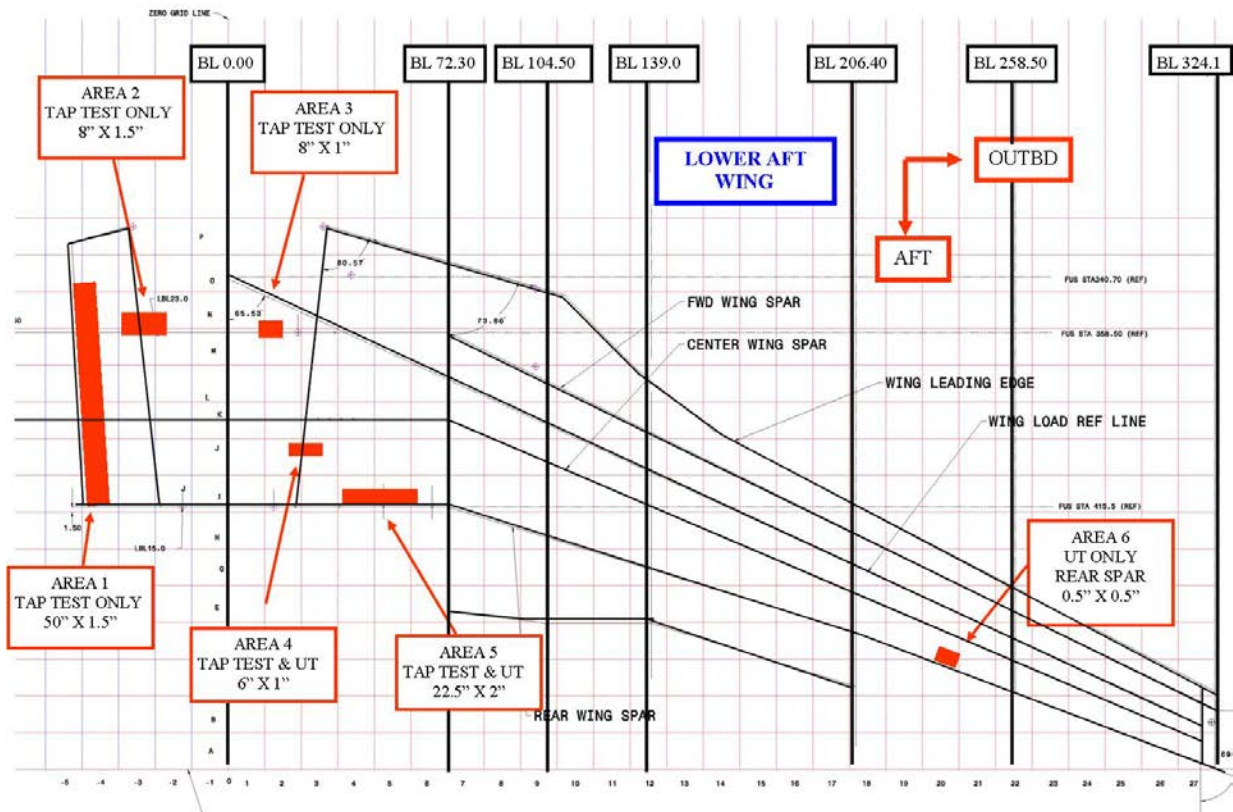 ZERO GRID LINE
BL 0.00
BL 72.30
BL 104.50
BL 139.0
BL 206.40
BL 258.50
BL 324.1
AREA 2
TAP TEST ONLY
8” X 1.5”
AREA 3
TAP TEST ONLY
8” X 1”
LOWER AFT
WING
OUTBD
AFT
P
O
N
M
L
K
J
I
H
G
E
B
A
80.57
LBL23.0
65.53
73.86
FUS STA340.70 (REF)
FUS STA 358.50 (REF)
FWD WING SPAR
CENTER WING SPAR
WING LEADING EDGE
WING LOAD REF LINE
J
1.50
LBL15.0
FUS STA 415.5 (REF)
AREA 1
TAP TEST ONLY
50” X 1.5”
AREA 4
TAP TEST & UT
6” X 1”
AREA 5
TAP TEST & UT
22.5” X 2”
AREA 6
UT ONLY
REAR SPAR
0.5” X 0.5”
REAR WING SPAR
-5 -4 -3 -2 -1 0 1 2 3 4 5 6 7 8 9 10 11 12 13 14 15 16 17 18 19 20 21 22 23 24 25 26 27